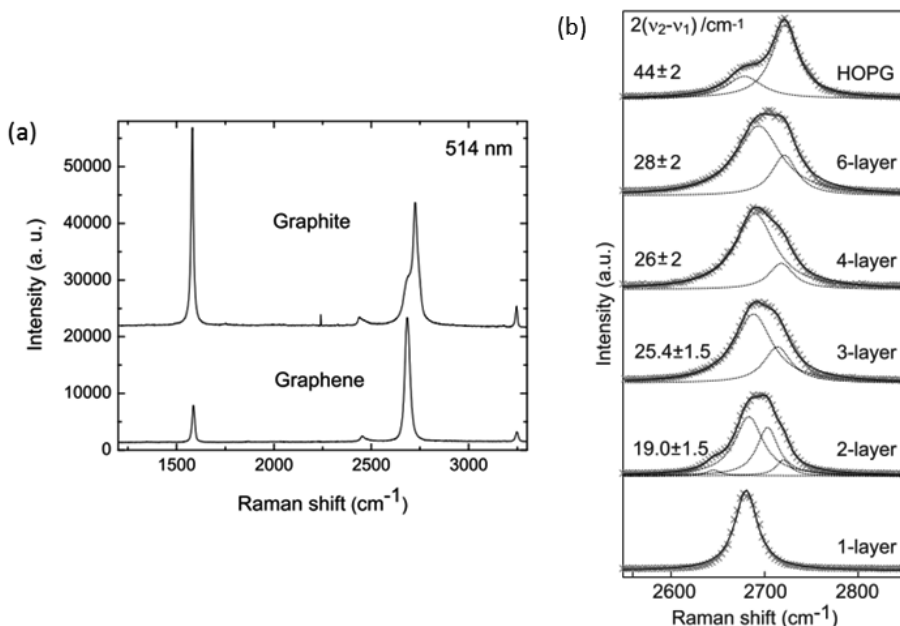 (a)
514 nm
Graphite
Graphene
Intensity (a. u.)
50000
40000
30000
20000
10000
0
1500
2000
2500
3000
Raman shift (cm-1)
(b)
2(ν2-ν1) /cm-1
44±2
HOPG
28±2
6-layer
26±2
4-layer
25.4±1.5
3-layer
19.0±1.5
2-layer
1-layer
Intensity (a.u.)
2600
2700
2800
Raman shift (cm-1)